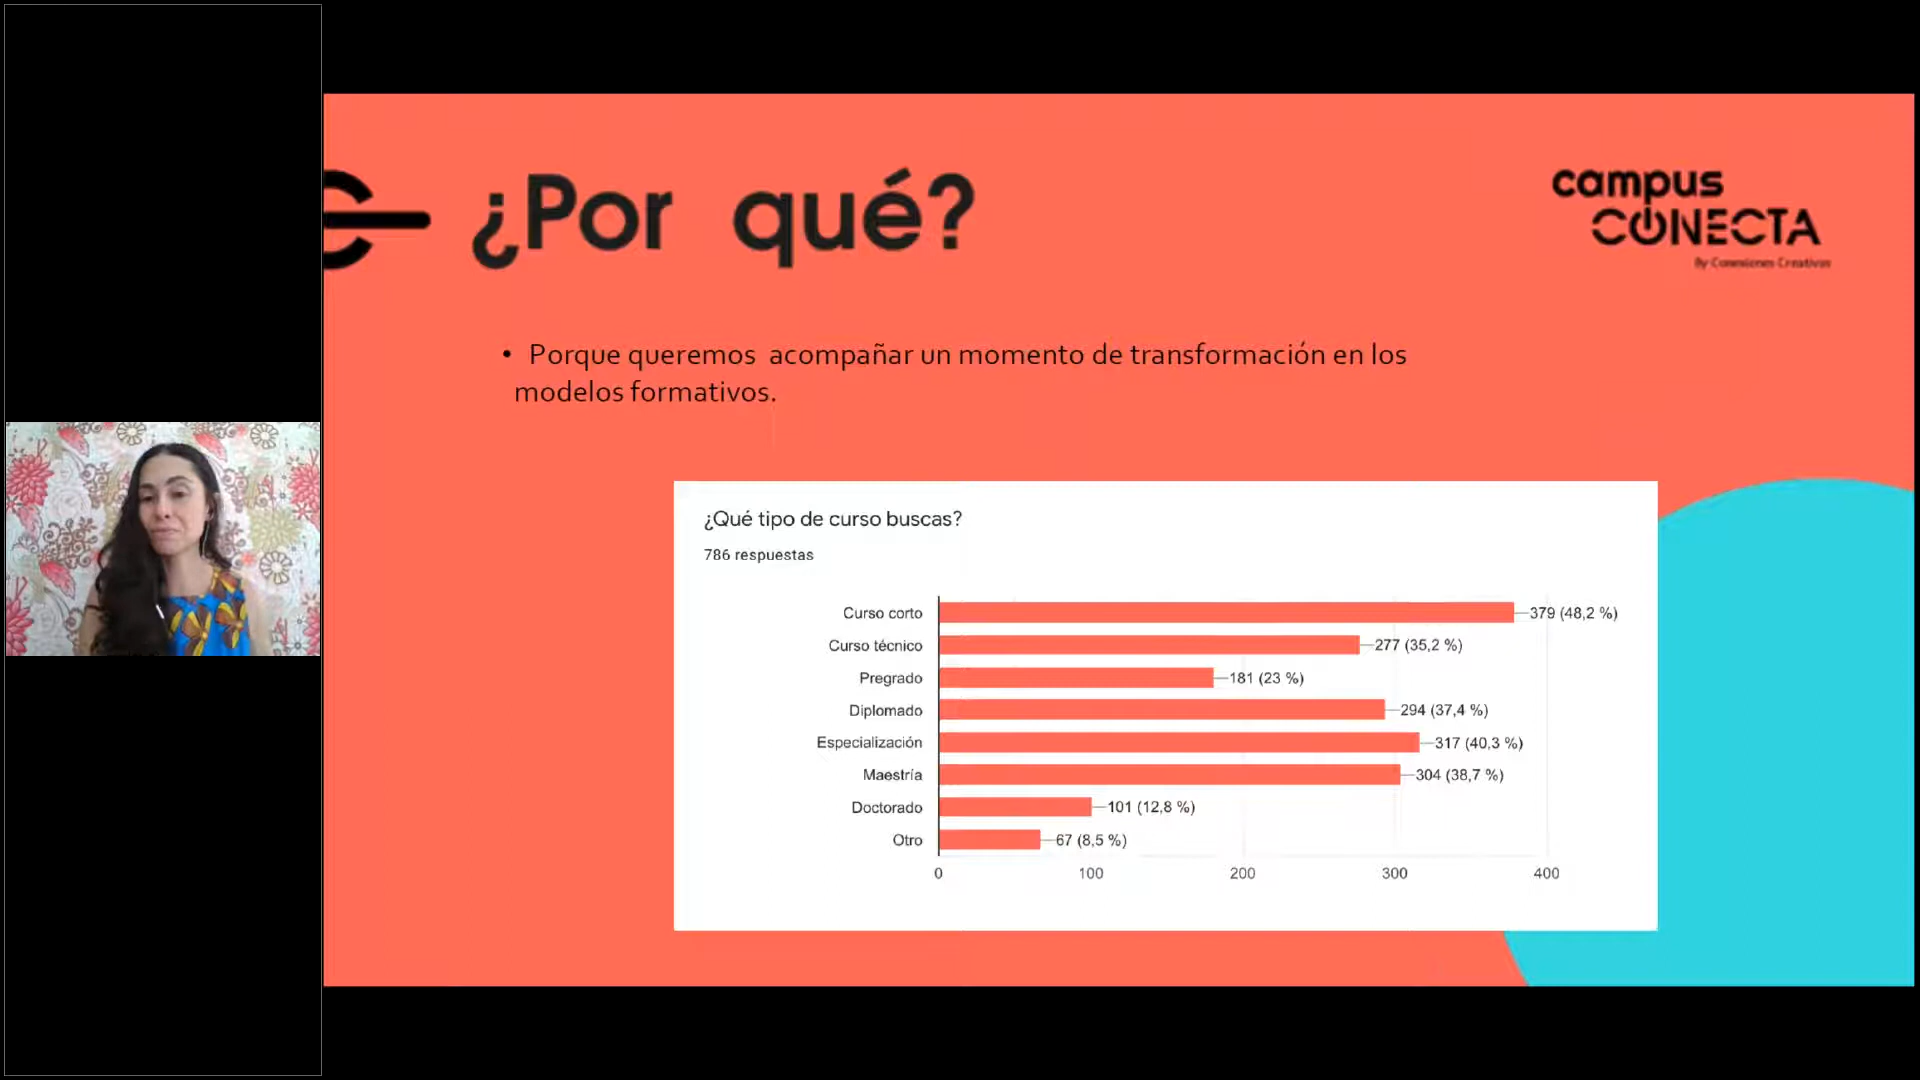 ¿Por qué?
campus
CONECTA
By Conexiones Creativas
• Porque queremos acompañar un momento de transformación en los
modelos formativos.
¿Qué tipo de curso buscas?
786 respuestas
Curso corto 379 (48,2 %)
Curso técnico 277 (35,2 %)
Pregrado 181 (23 %)
Diplomado 294 (37,4 %)
Especialización 317 (40,3 %)
Maestría 304 (38,7 %)
Doctorado 101 (12,8 %)
Otro 67 (8,5 %)
0 100 200 300 400